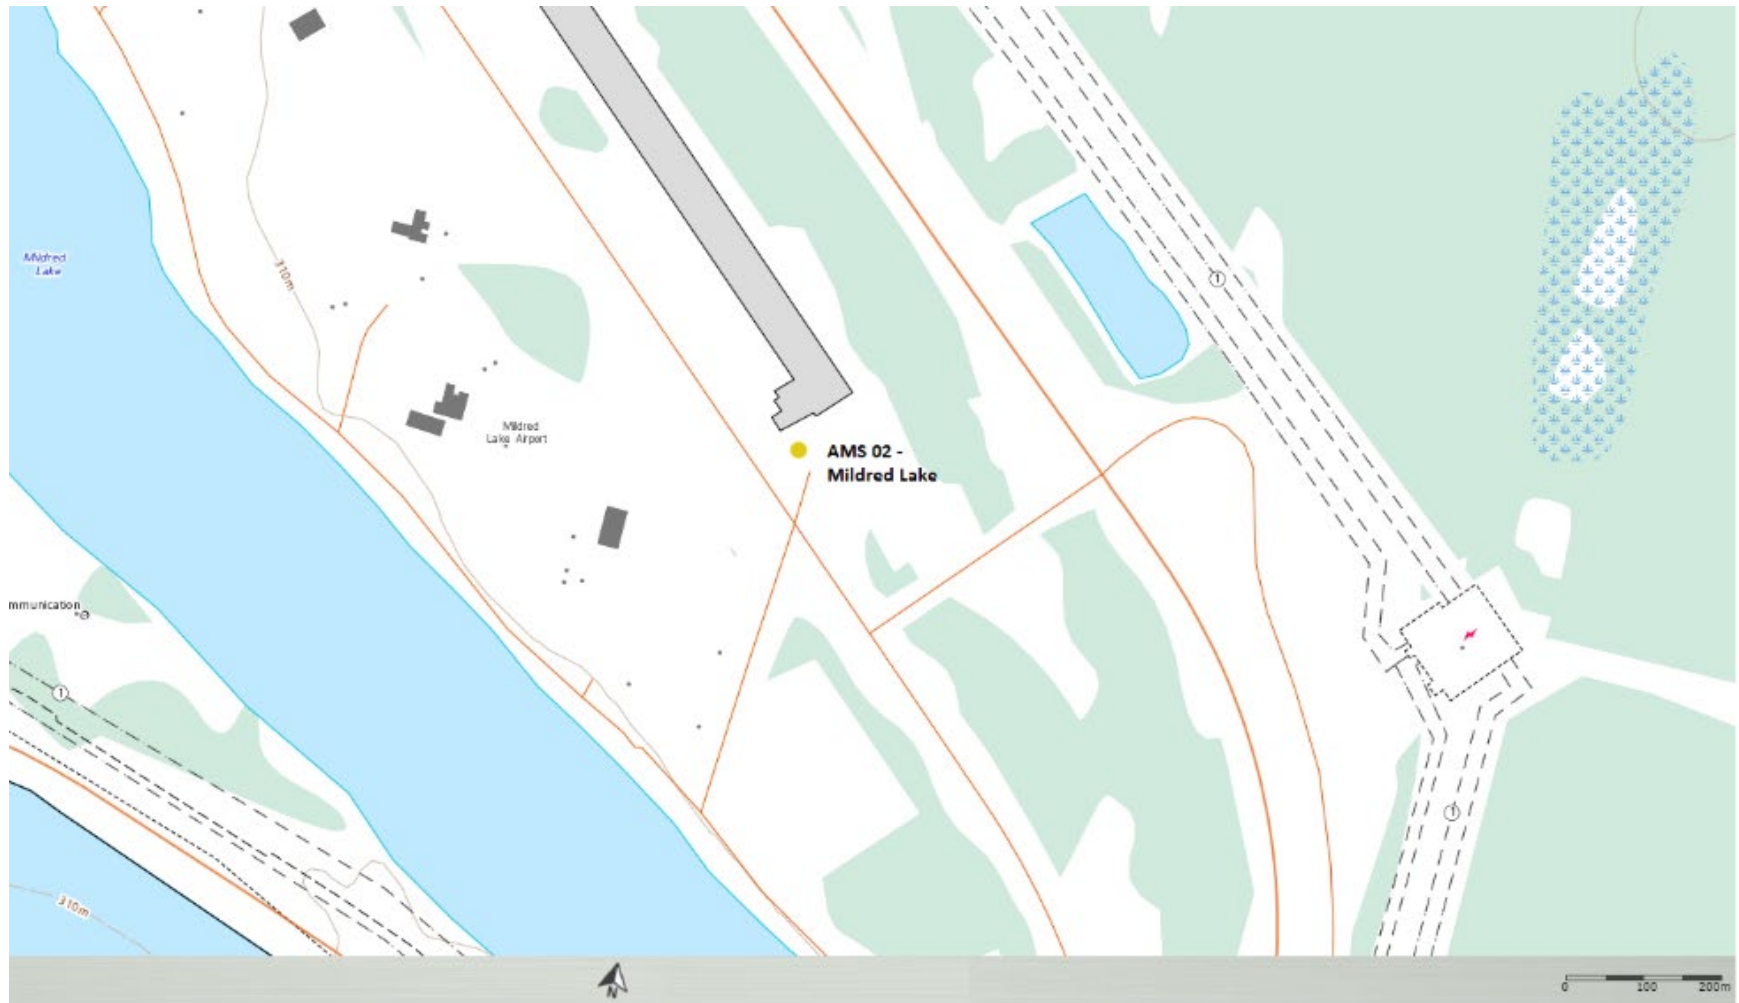 Mildred
Lake
310m
1
Mildred
Lake Airport
AMS 02 -
Mildred Lake
mmunication
1
1
310m
N
0 100 200m